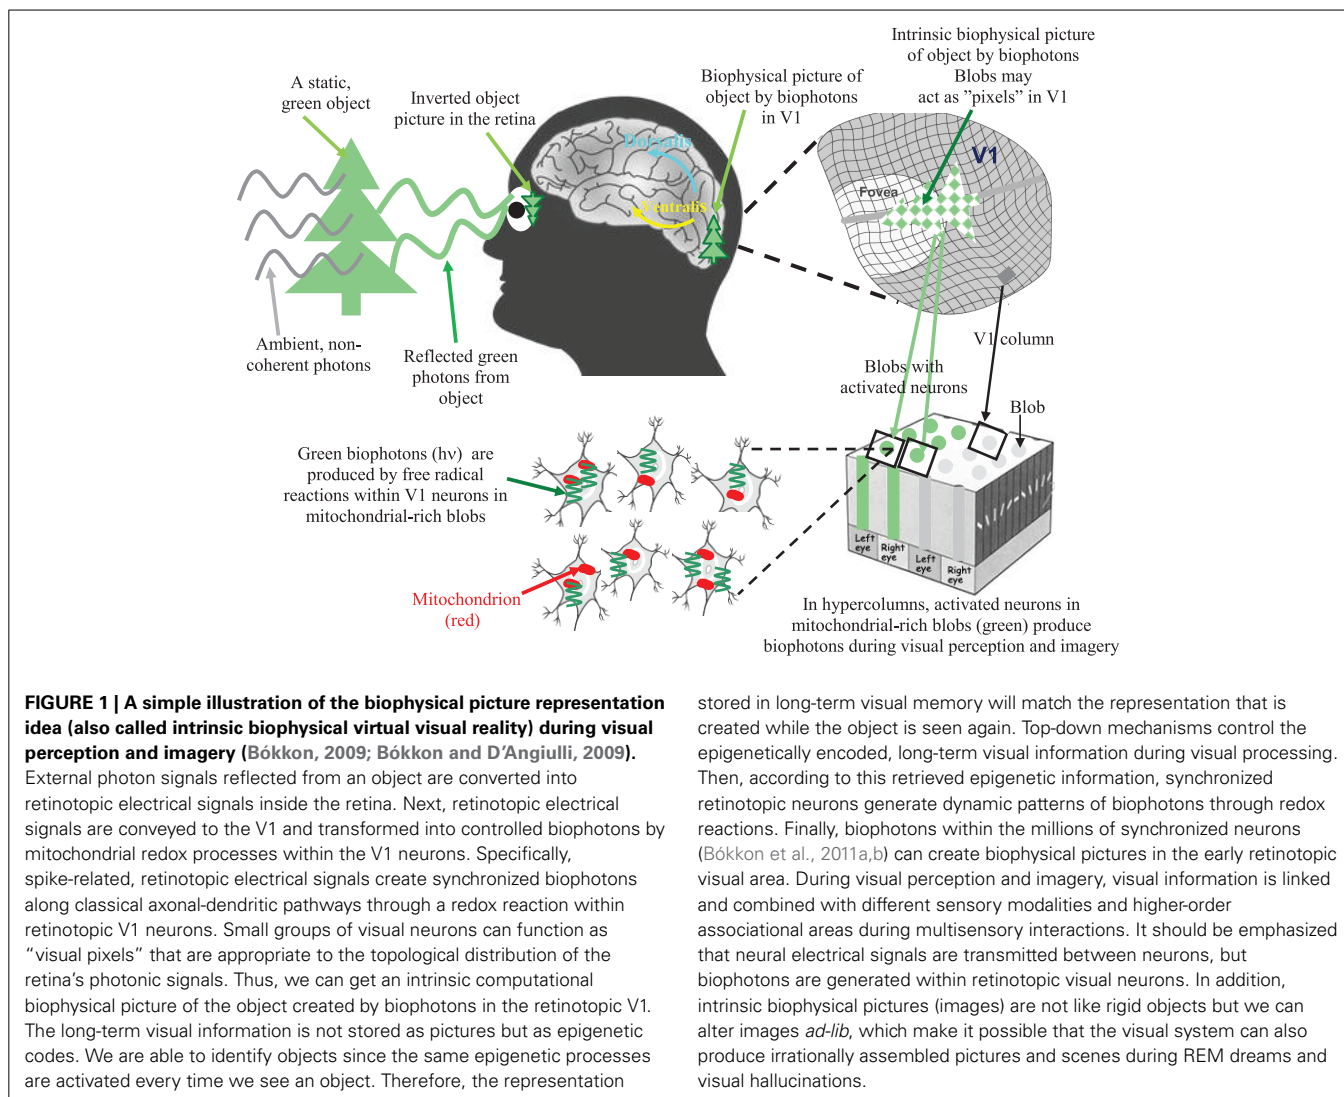 A static,
green object
Inverted object
picture in the retina
Biophysical picture of
object by biophotons
in V1
Intrinsic biophysical picture
of object by biophotons
Blobs may
act as ”pixels” in V1
Dorsalis
Ventralis
V1
Fovea
Ambient, non-
coherent photons
Reflected green
photons from
object
V1 column
Blobs with
activated neurons
Blob
Green biophotons (hν) are
produced by free radical
reactions within V1 neurons in
mitochondrial-rich blobs
Left
eye
Right
eye
Left
eye
Right
eye
Mitochondrion
(red)
In hypercolumns, activated neurons in
mitochondrial-rich blobs (green) produce
biophotons during visual perception and imagery
FIGURE 1 | A simple illustration of the biophysical picture representation
idea (also called intrinsic biophysical virtual visual reality) during visual
perception and imagery (Bókkon, 2009; Bókkon and D’Angiulli, 2009).
External photon signals reflected from an object are converted into
retinotopic electrical signals inside the retina. Next, retinotopic electrical
signals are conveyed to the V1 and transformed into controlled biophotons by
mitochondrial redox processes within the V1 neurons. Specifically,
spike-related, retinotopic electrical signals create synchronized biophotons
along classical axonal-dendritic pathways through a redox reaction within
retinotopic V1 neurons. Small groups of visual neurons can function as
“visual pixels” that are appropriate to the topological distribution of the
retina’s photonic signals. Thus, we can get an intrinsic computational
biophysical picture of the object created by biophotons in the retinotopic V1.
The long-term visual information is not stored as pictures but as epigenetic
codes. We are able to identify objects since the same epigenetic processes
are activated every time we see an object. Therefore, the representation
stored in long-term visual memory will match the representation that is
created while the object is seen again. Top-down mechanisms control the
epigenetically encoded, long-term visual information during visual processing.
Then, according to this retrieved epigenetic information, synchronized
retinotopic neurons generate dynamic patterns of biophotons through redox
reactions. Finally, biophotons within the millions of synchronized neurons
(Bókkon et al., 2011a,b) can create biophysical pictures in the early retinotopic
visual area. During visual perception and imagery, visual information is linked
and combined with different sensory modalities and higher-order
associational areas during multisensory interactions. It should be emphasized
that neural electrical signals are transmitted between neurons, but
biophotons are generated within retinotopic visual neurons. In addition,
intrinsic biophysical pictures (images) are not like rigid objects but we can
alter images ad-lib, which make it possible that the visual system can also
produce irrationally assembled pictures and scenes during REM dreams and
visual hallucinations.